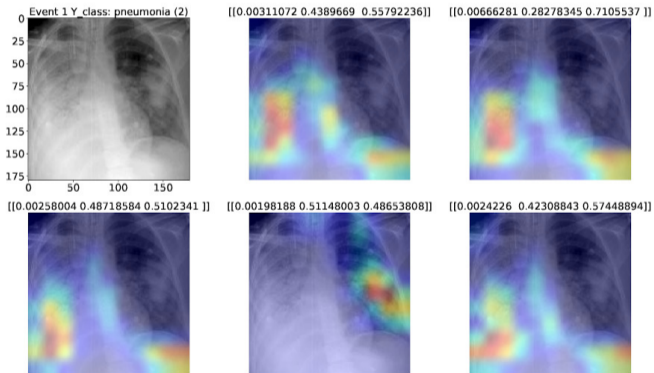 Event 1 Y_class: pneumonia (2)
[[0.00311072 0.4389669 0.55792236]]
[[0.00666281 0.28278345 0.7105537 ]]
0
25
50
75
100
125
150
175
0 50 100 150
[[0.00258004 0.48718584 0.5102341 ]]
[[0.00198188 0.51148003 0.48653808]]
[[0.0024226 0.42308843 0.57448894]]